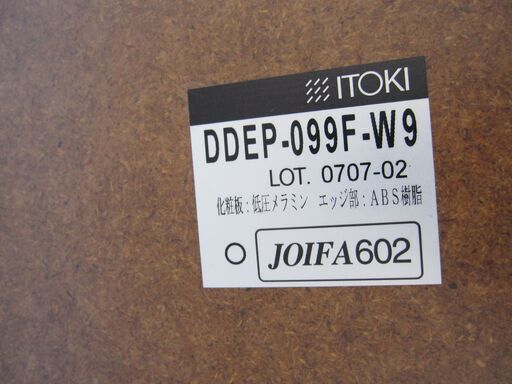 ITOKI
DDEP-099F-W9
LOT. 0707-02
化粧板:低圧メラミン エッジ部:ABS樹脂
JOIFA602